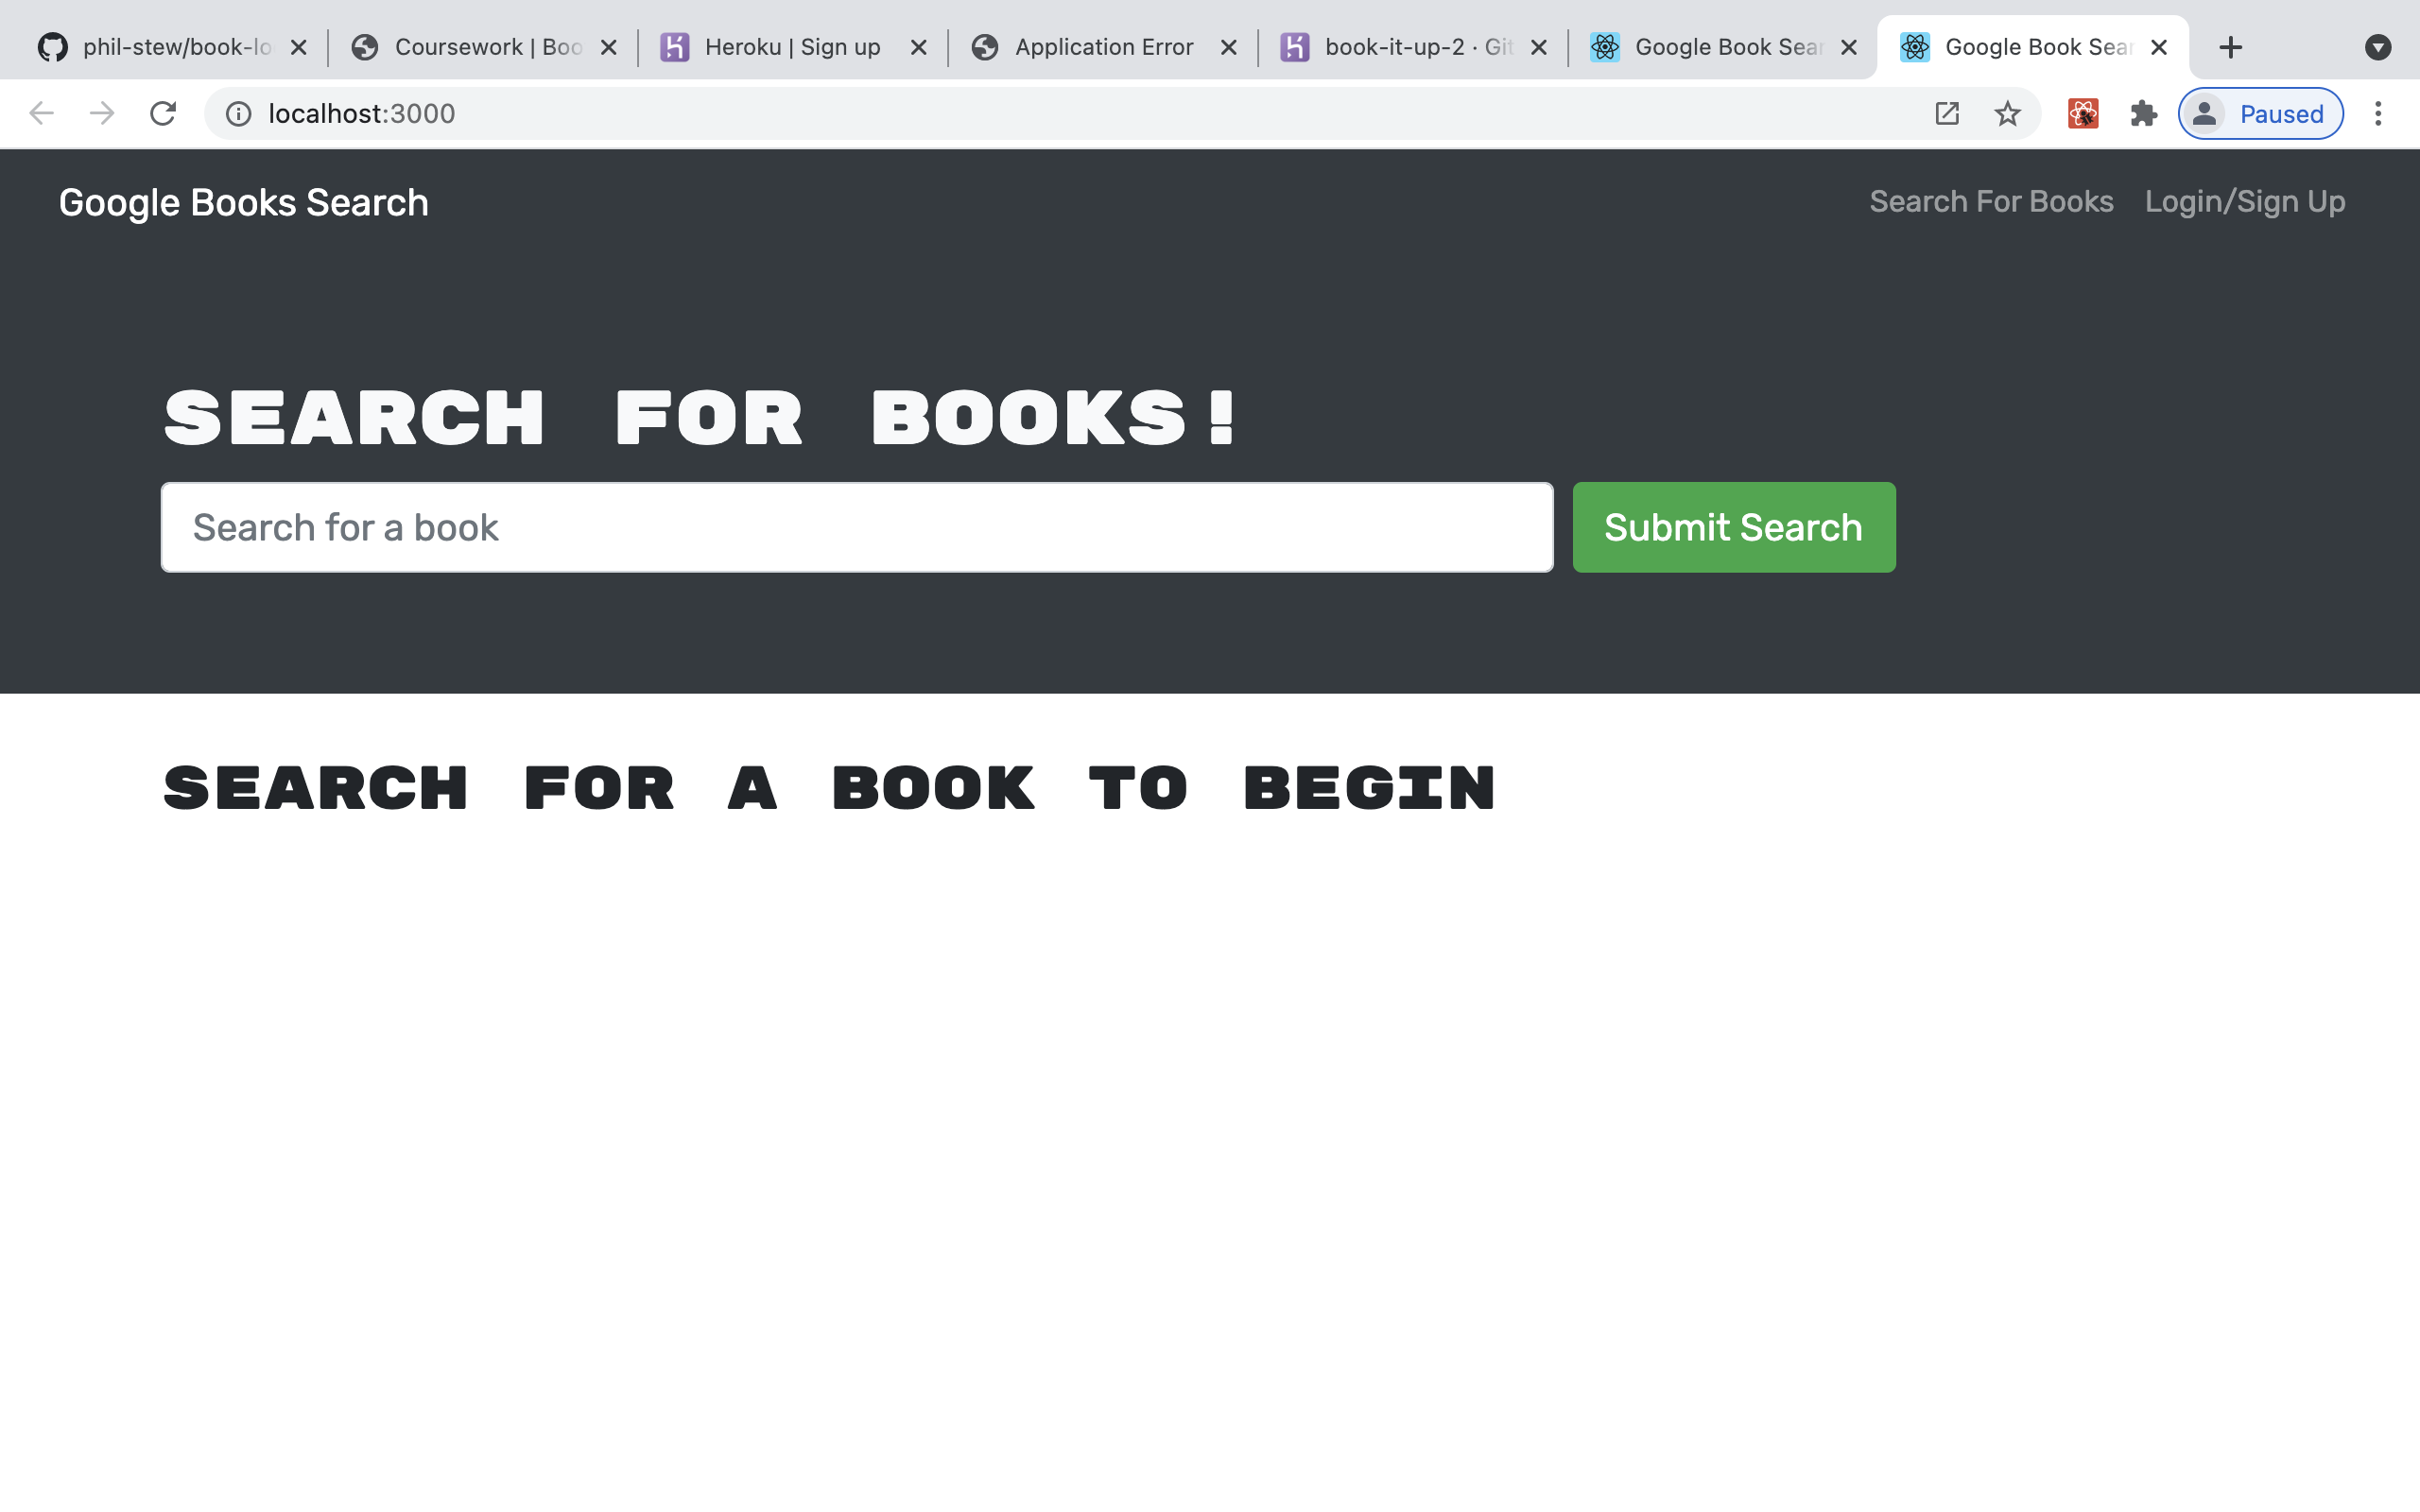 phil-stew/book-lo
Coursework | Boo
Heroku | Sign up
Application Error
book-it-up-2 · Git
Google Book Sear
Google Book Sear
localhost:3000
Paused
Google Books Search
Search For Books
Login/Sign Up
SEARCH FOR BOOKS!
Search for a book
Submit Search
SEARCH FOR A BOOK TO BEGIN